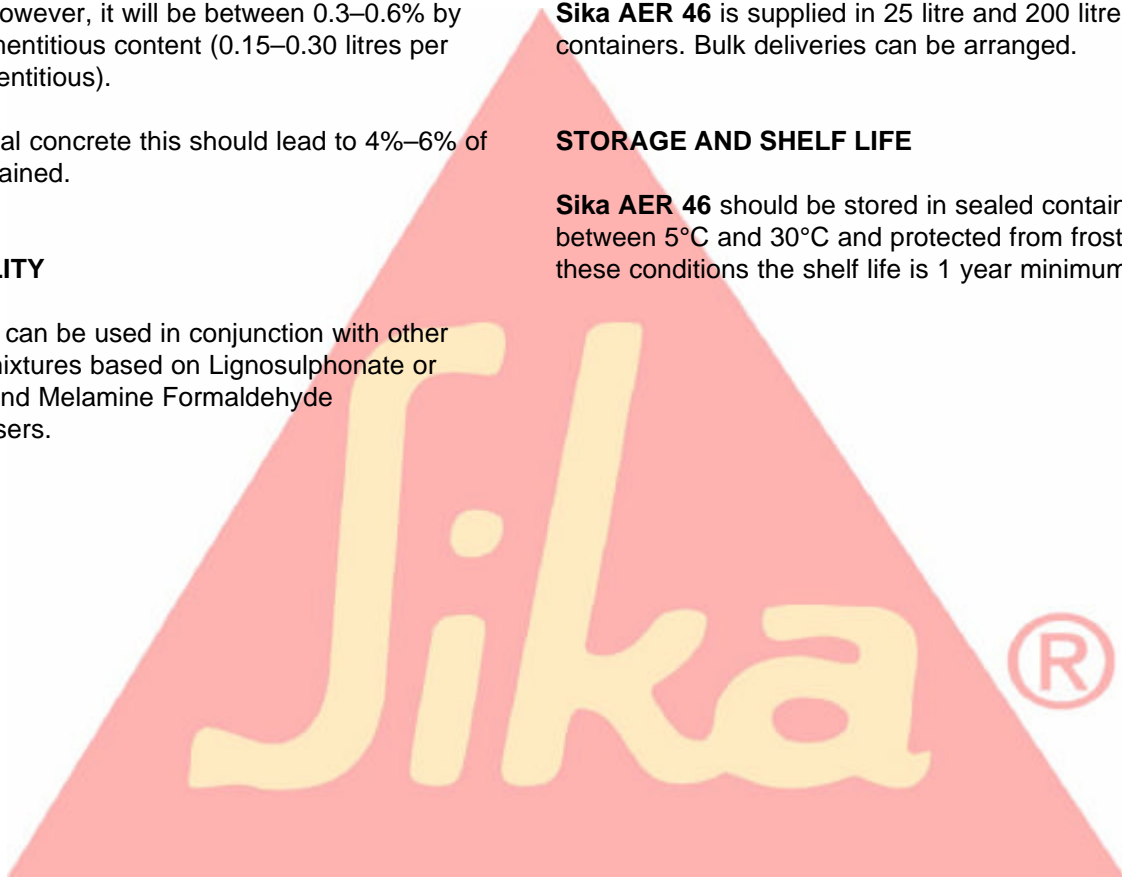 owever, it will be between 0.3–0.6% by
nentitious content (0.15–0.30 litres per
entitious).
al concrete this should lead to 4%–6% of
ained.
LITY
can be used in conjunction with other
nixtures based on Lignosulphonate or
nd Melamine Formaldehyde
sers.
Sika AER 46 is supplied in 25 litre and 200 litre
containers. Bulk deliveries can be arranged.
STORAGE AND SHELF LIFE
Sika AER 46 should be stored in sealed contain
between 5°C and 30°C and protected from frost
these conditions the shelf life is 1 year minimum
Sika ®